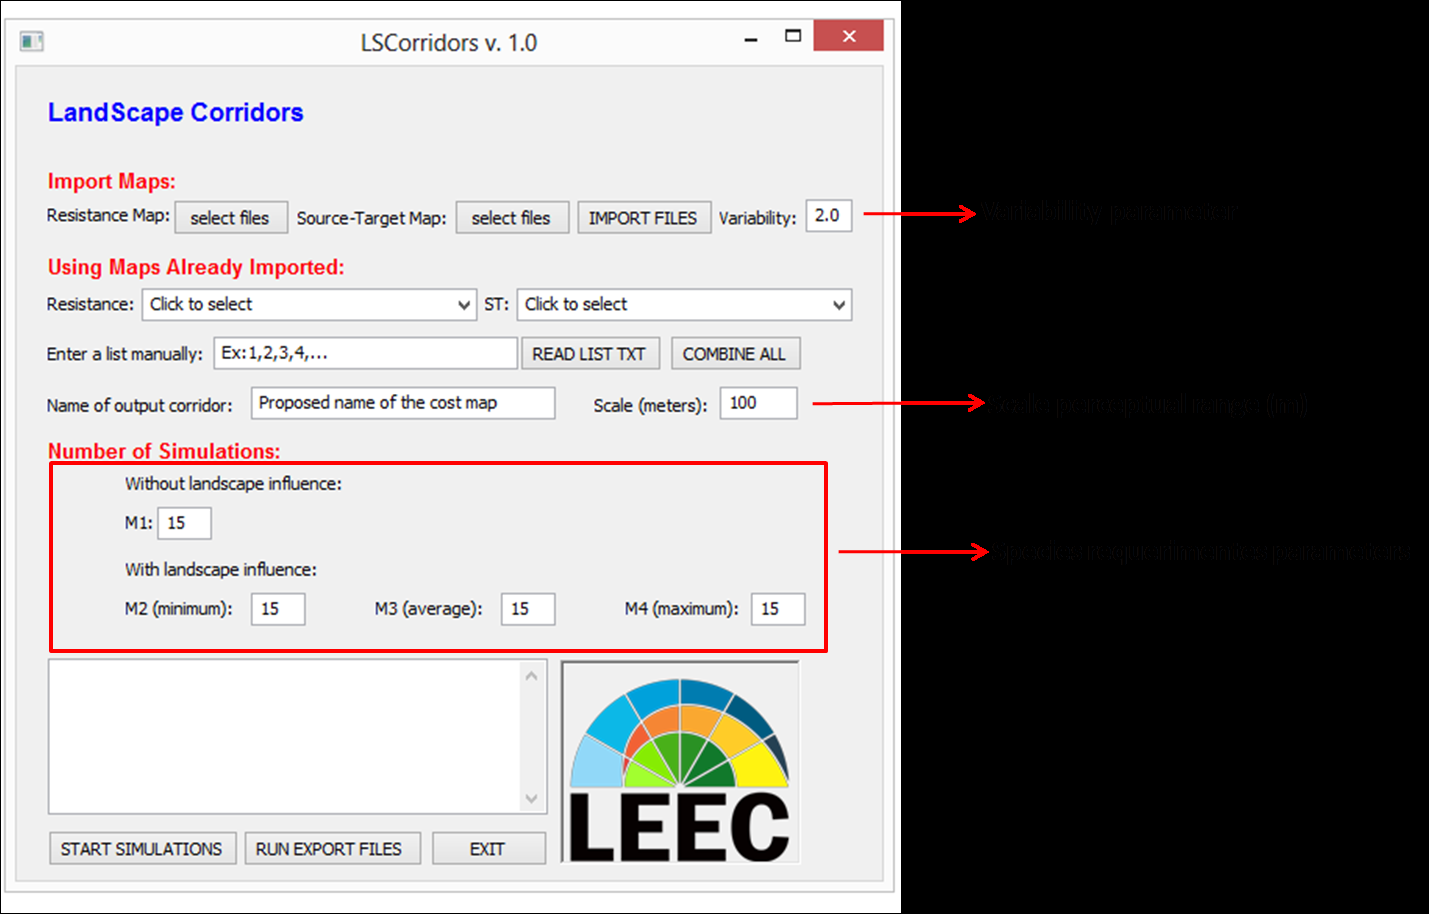 LSCorridors v. 1.0
LandScape Corridors
Import Maps:
Resistance Map: select files Source-Target Map: select files IMPORT FILES Variability: 2.0
Variability parameter
Using Maps Already Imported:
Resistance: Click to select ST: Click to select
Enter a list manually: Ex:1,2,3,4,... READ LIST TXT COMBINE ALL
Name of output corridor: Proposed name of the cost map Scale (meters): 100
Scale perceptual range (m)
Number of Simulations:
Without landscape influence:
M1: 15
With landscape influence:
M2 (minimum): 15 M3 (average): 15 M4 (maximum): 15
LEEC
START SIMULATIONS RUN EXPORT FILES EXIT